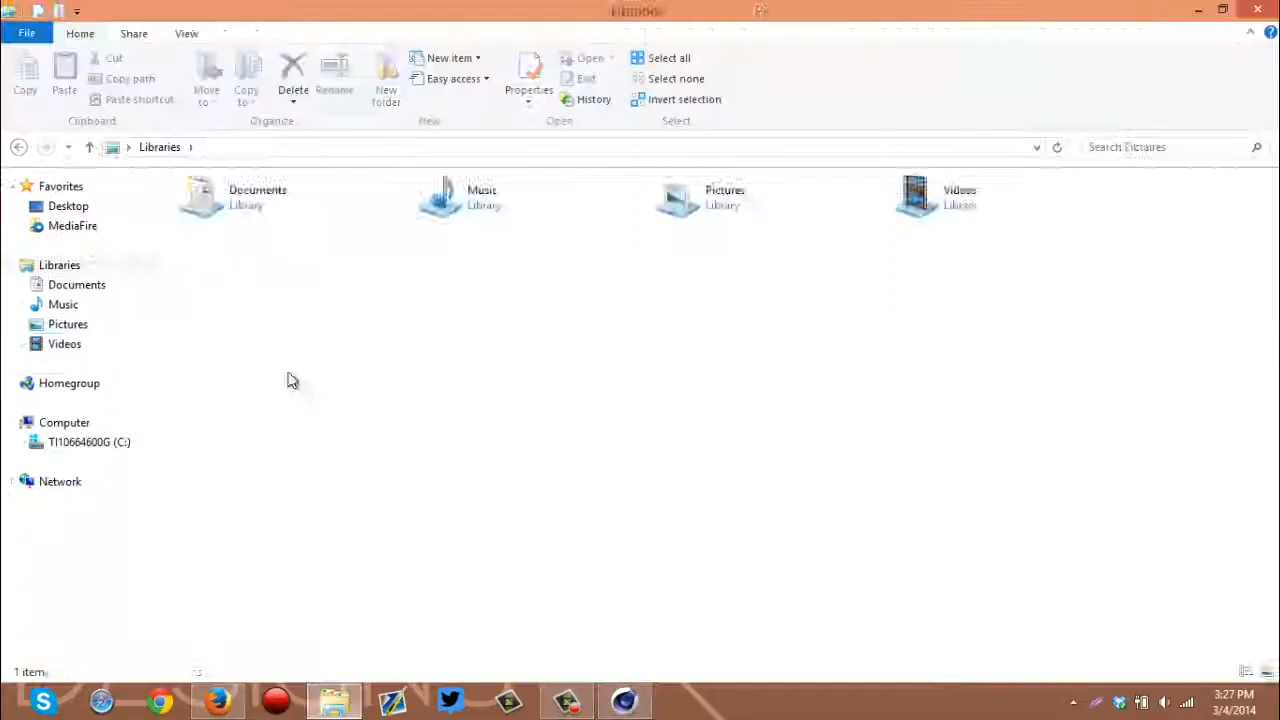 Libraries
File Home Share View
Copy
Paste
Cut
Copy path
Paste shortcut
Clipboard
Move to
Copy to
Delete
Rename
Organize
New folder
New item
Easy access
New
Properties
Open
Edit
History
Open
Select all
Select none
Invert selection
Select
Libraries
Search Pictures
Favorites
Desktop
MediaFire
Libraries
Documents
Music
Pictures
Videos
Homegroup
Computer
TI10664600G (C:)
Network
Documents
Library
Music
Library
Pictures
Library
Videos
Library
1 item
3:27 PM
3/4/2014